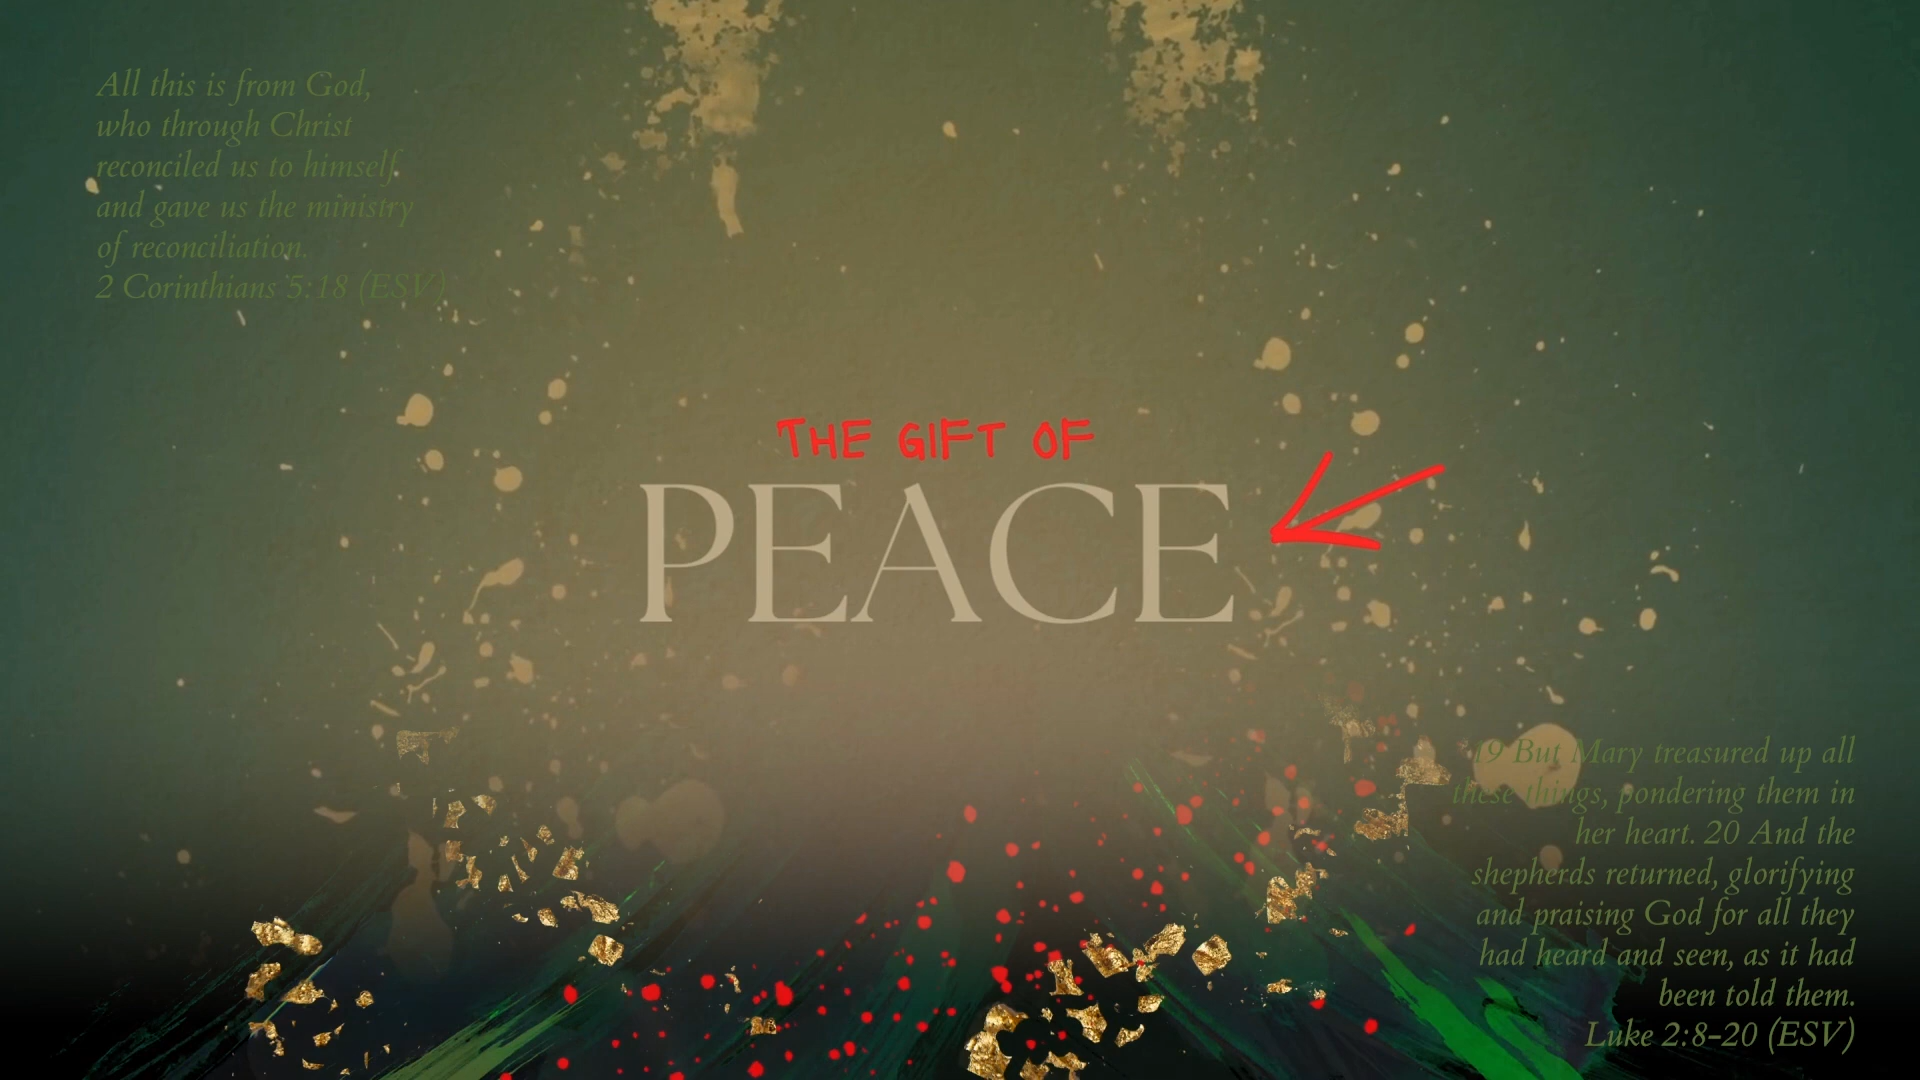 All this is from God,
who through Christ
reconciled us to himself
and gave us the ministry
of reconciliation.
2 Corinthians 5:18 (ESV)
THE GIFT OF
PEACE
19 But Mary treasured up all
these things, pondering them in
her heart. 20 And the
shepherds returned, glorifying
and praising God for all they
had heard and seen, as it had
been told them.
Luke 2:8-20 (ESV)